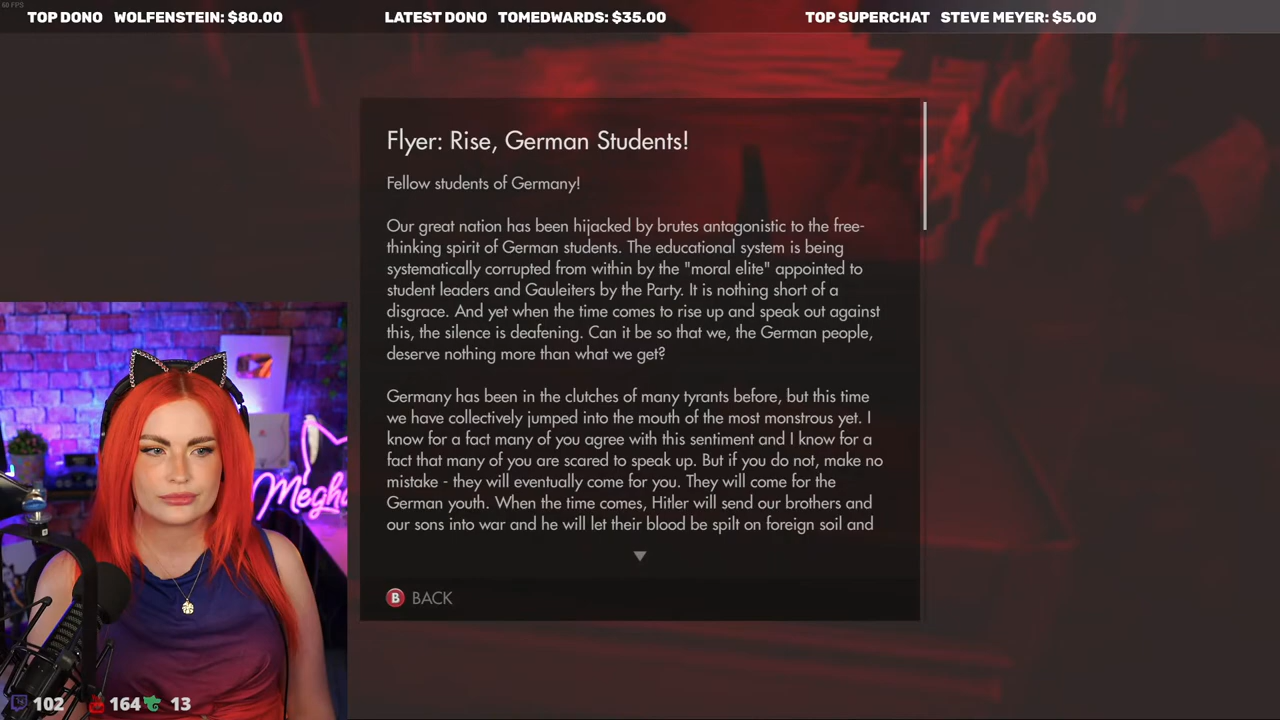 60 FPS
TOP DONO WOLFENSTEIN: $80.00
LATEST DONO TOMEDWARDS: $35.00
TOP SUPERCHAT STEVE MEYER: $5.00
Flyer: Rise, German Students!
Fellow students of Germany!
Our great nation has been hijacked by brutes antagonistic to the free-
thinking spirit of German students. The educational system is being
systematically corrupted from within by the "moral elite" appointed to
student leaders and Gauleiters by the Party. It is nothing short of a
disgrace. And yet when the time comes to rise up and speak out against
this, the silence is deafening. Can it be so that we, the German people,
deserve nothing more than what we get?
Germany has been in the clutches of many tyrants before, but this time
we have collectively jumped into the mouth of the most monstrous yet. I
know for a fact many of you agree with this sentiment and I know for a
fact that many of you are scared to speak up. But if you do not, make no
mistake - they will eventually come for you. They will come for the
German youth. When the time comes, Hitler will send our brothers and
our sons into war and he will let their blood be spilt on foreign soil and
B BACK
Megha
102 164 13